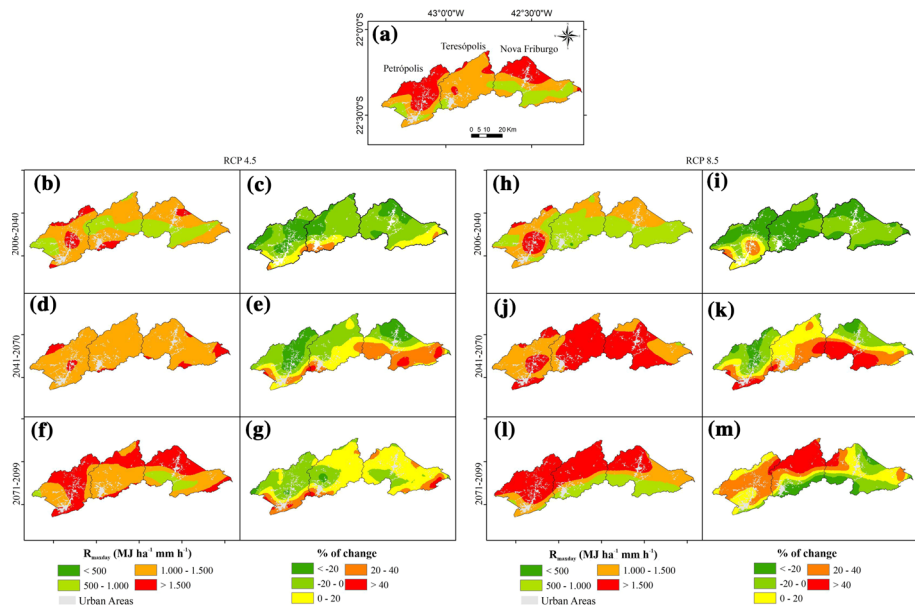 43°0'0"W 42°30'0"W
22°0'0"S
(a)
Teresópolis Nova Friburgo
Petrópolis
22°30'0"S
0 5 10 20 Km
RCP 4.5 RCP 8.5
(b) (c) (h) (i)
2006-2040 2006-2040
(d) (e) (j) (k)
2041-2070 2041-2070
(f) (g) (l) (m)
2071-2099 2071-2099
R maxday (MJ ha⁻¹ mm h⁻¹) % of change R maxday (MJ ha⁻¹ mm h⁻¹) % of change
< 500 1.000 - 1.500 <-20 20 - 40 < 500 1.000 - 1.500 <-20 20 - 40
500 - 1.000 > 1.500 -20 - 0 > 40 500 - 1.000 > 1.500 -20 - 0 > 40
Urban Areas 0 - 20 Urban Areas 0 - 20